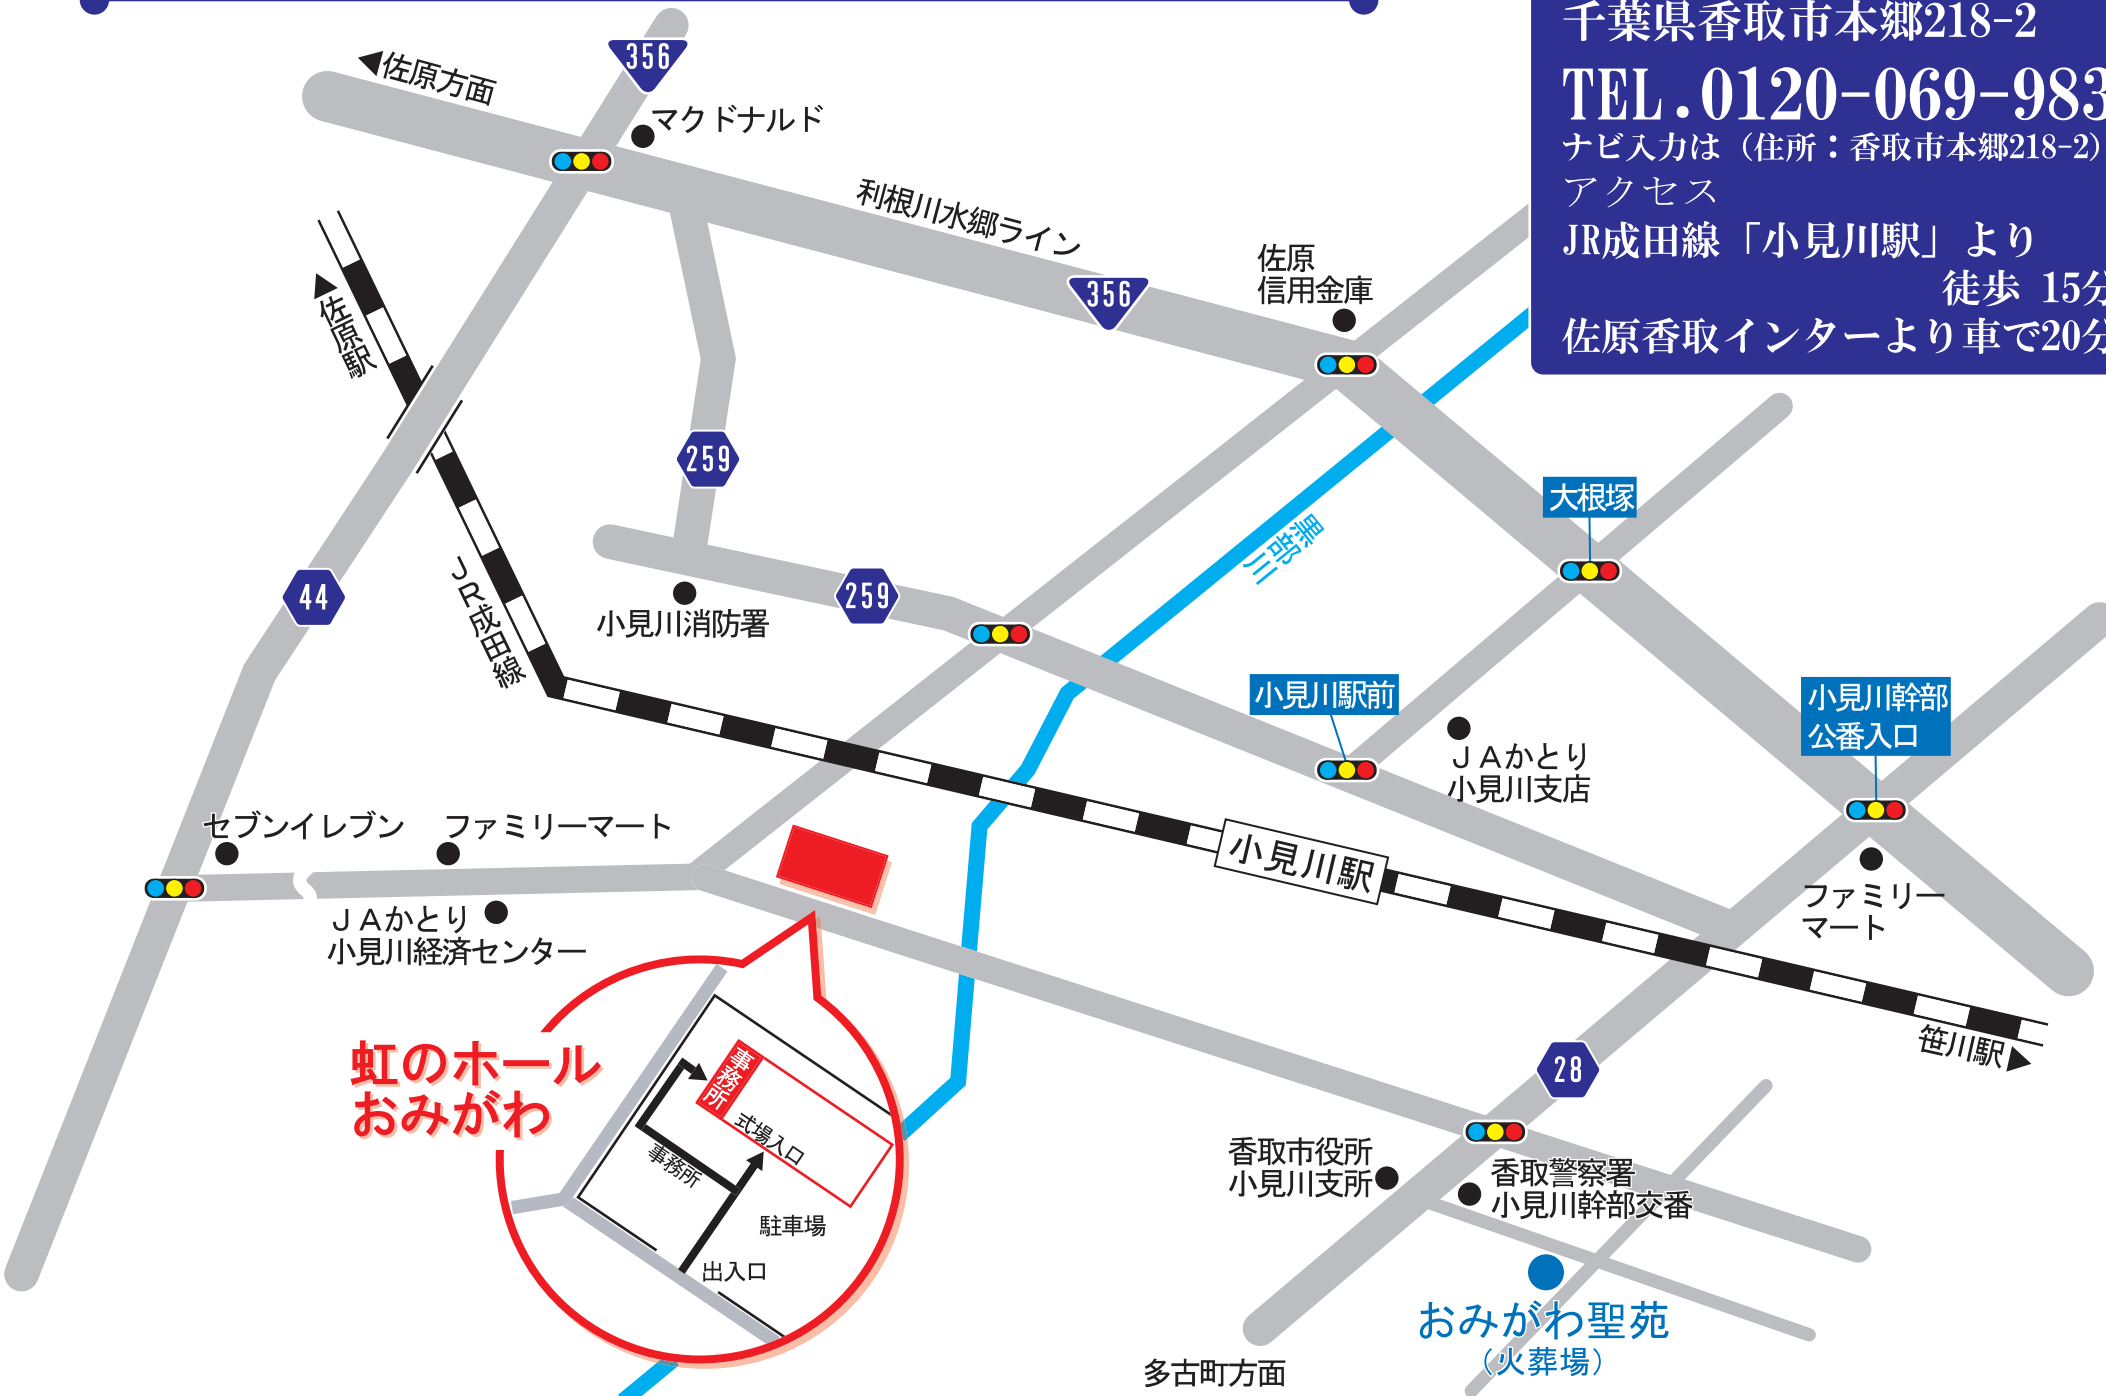 千葉県香取市本郷218-2
TEL.0120-069-983
ナビ入力は（住所：香取市本郷218-2）
アクセス
JR成田線「小見川駅」より
徒歩 15分
佐原香取インターより車で20分
◀佐原方面
356
マクドナルド
利根川水郷ライン
356
佐原
信用金庫
▲佐原駅
259
大根塚
黒部川
JR成田線
44
小見川消防署
259
小見川駅前
JAかとり
小見川支店
小見川幹部
公番入口
セブンイレブン
ファミリーマート
小見川駅
ファミリー
マート
JAかとり
小見川経済センター
笹川駅▶
虹のホール
おみがわ
事務所
式場入口
事務所
駐車場
出入口
28
香取市役所
小見川支所
香取警察署
小見川幹部交番
おみがわ聖苑
（火葬場）
多古町方面